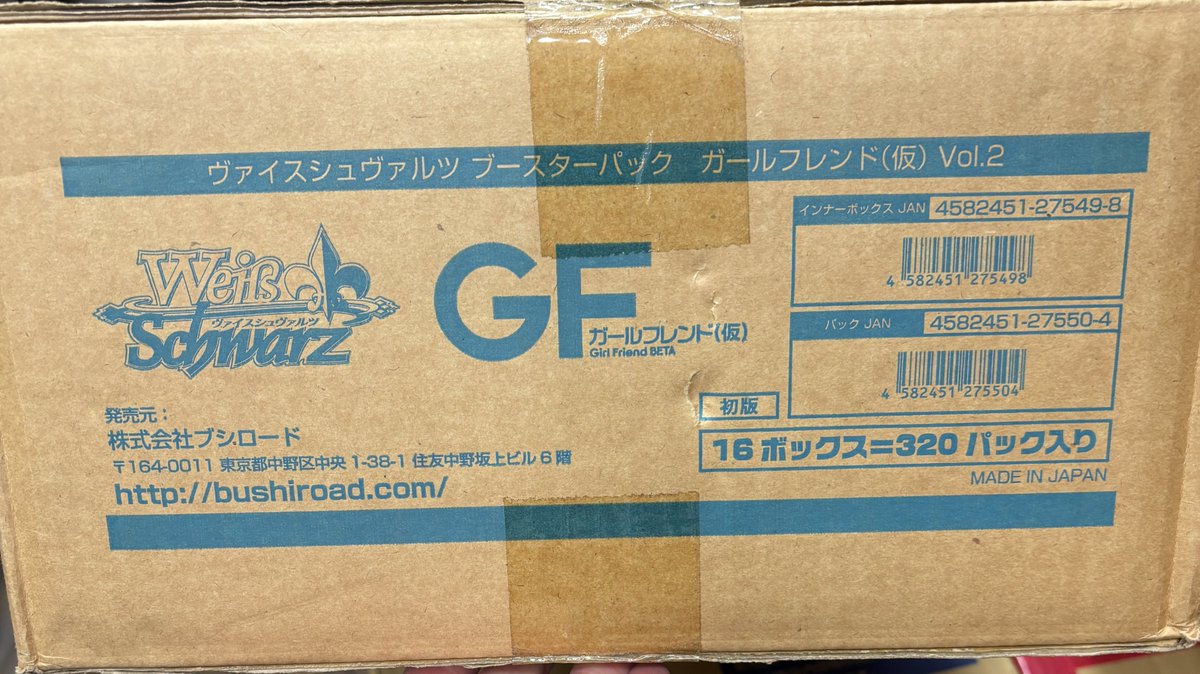 ヴァイスシュヴァルツ ブースターパック ガールフレンド(仮) Vol.2
Weiß
ヴァイスシュヴァルツ
Schwarz
GF
ガールフレンド(仮)
Girl Friend BETA
インナーボックス JAN 4582451-27549-8
4 582451 275498
パック JAN 4582451-27550-4
4 582451 275504
初版
16ボックス=320パック入り
MADE IN JAPAN
発売元:
株式会社ブシロード
〒164-0011 東京都中野区中央1-38-1 住友中野坂上ビル6階
http://bushiroad.com/